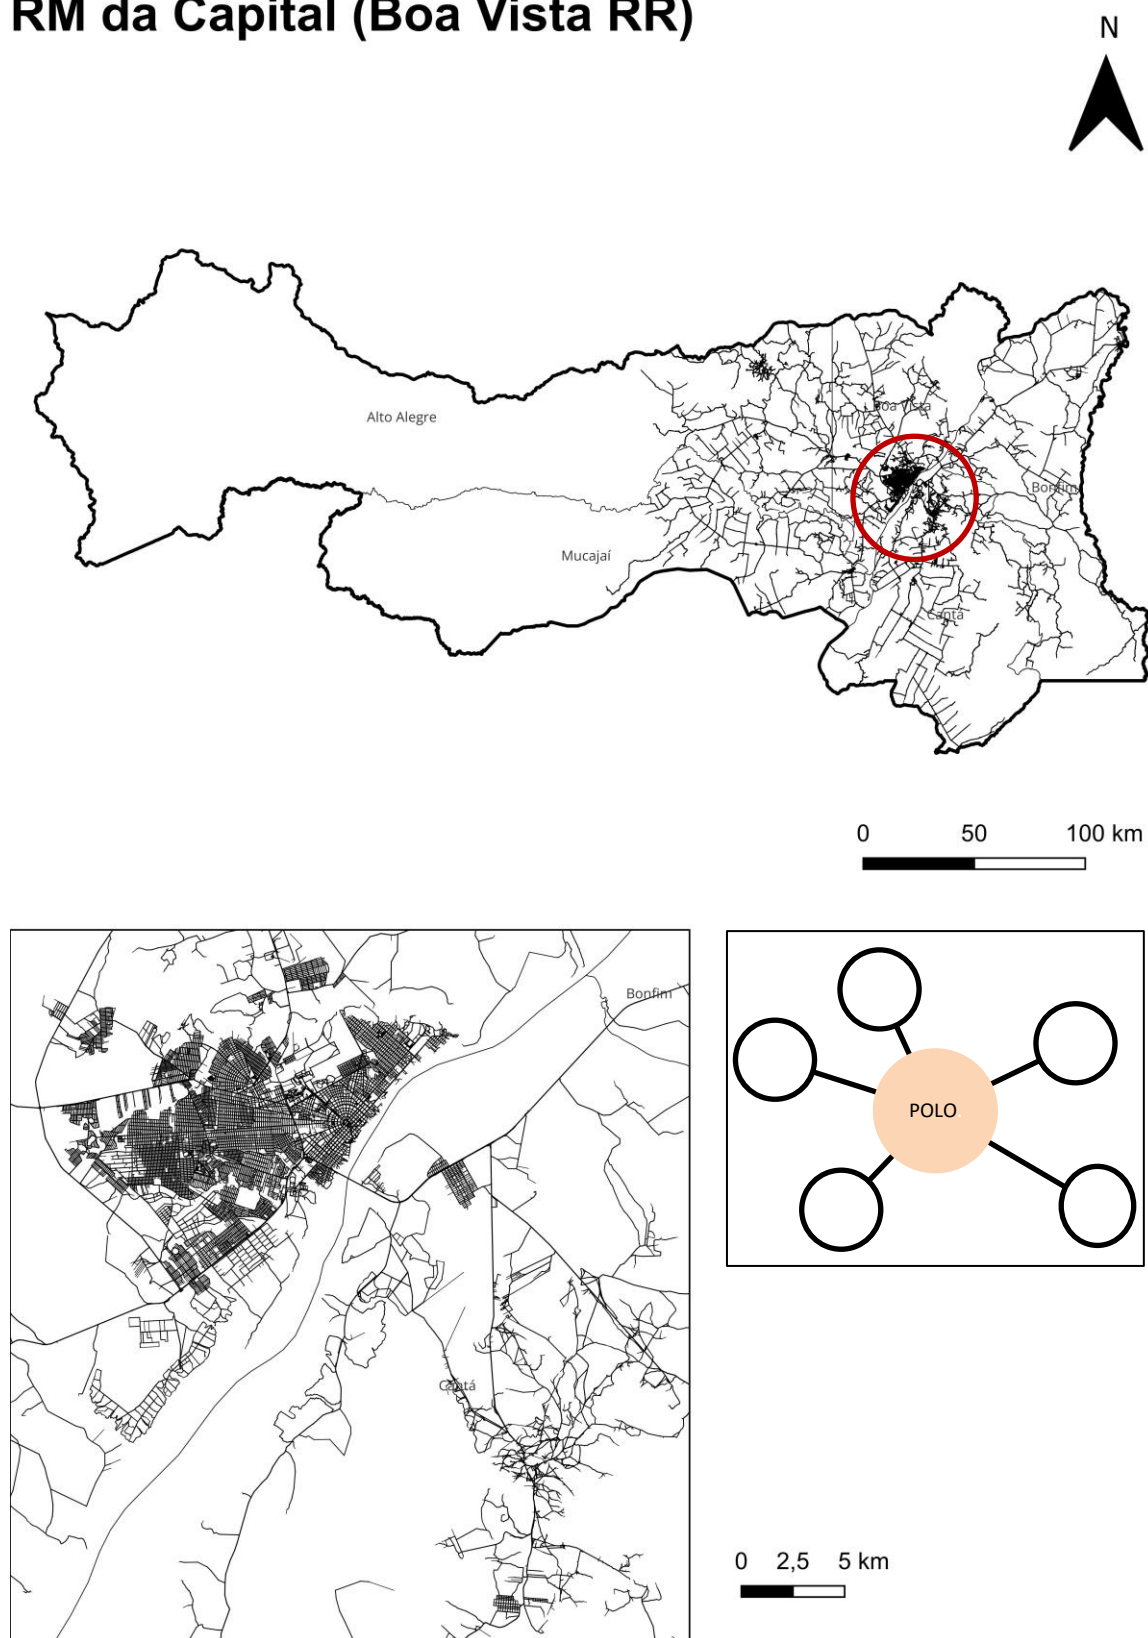 RM da Capital (Boa Vista RR)
N
Alto Alegre
Boa Vista
Bonfim
Mucajaí
Cantá
0 50 100 km
Bonfim
POLO
Cantá
0 2,5 5 km